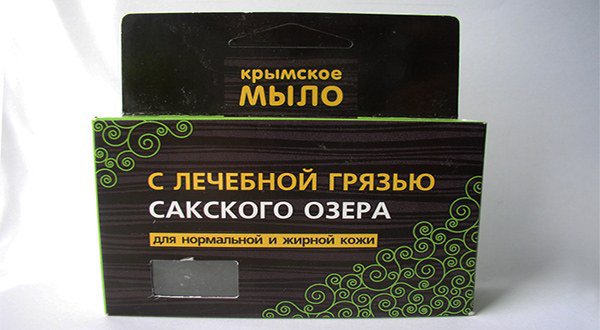 крымское
МЫЛО
С ЛЕЧЕБНОЙ ГРЯЗЬЮ
САКСКОГО ОЗЕРА
для нормальной и жирной кожи